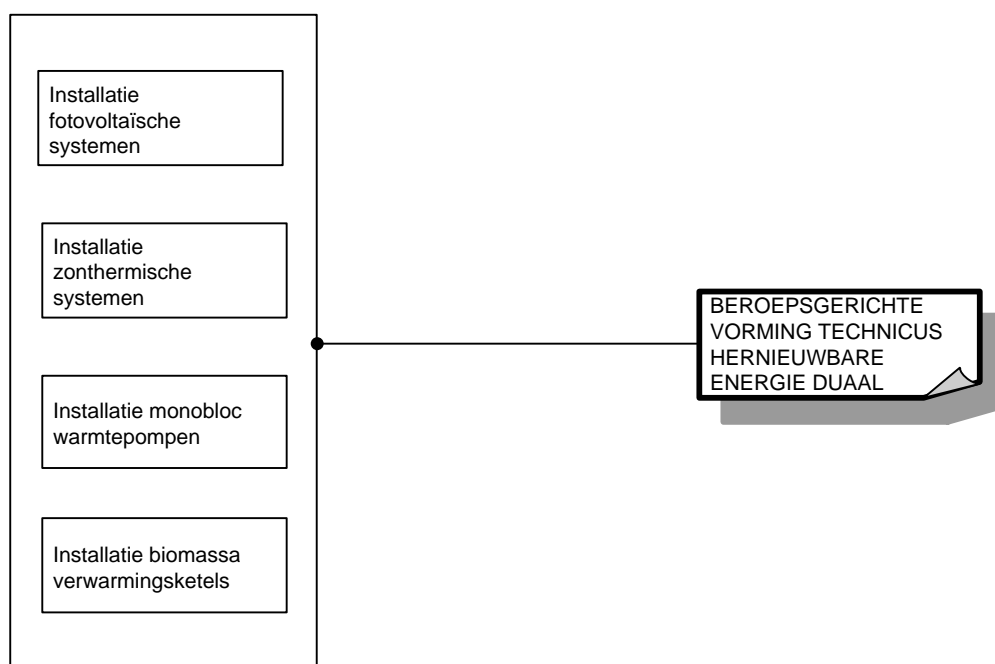 Installatie
fotovoltaïsche
systemen
Installatie
zonthermische
systemen
Installatie monobloc
warmtepompen
Installatie biomassa
verwarmingsketels
BEROEPSGERICHTE
VORMING TECHNICUS
HERNIEUWBARE
ENERGIE DUAAL